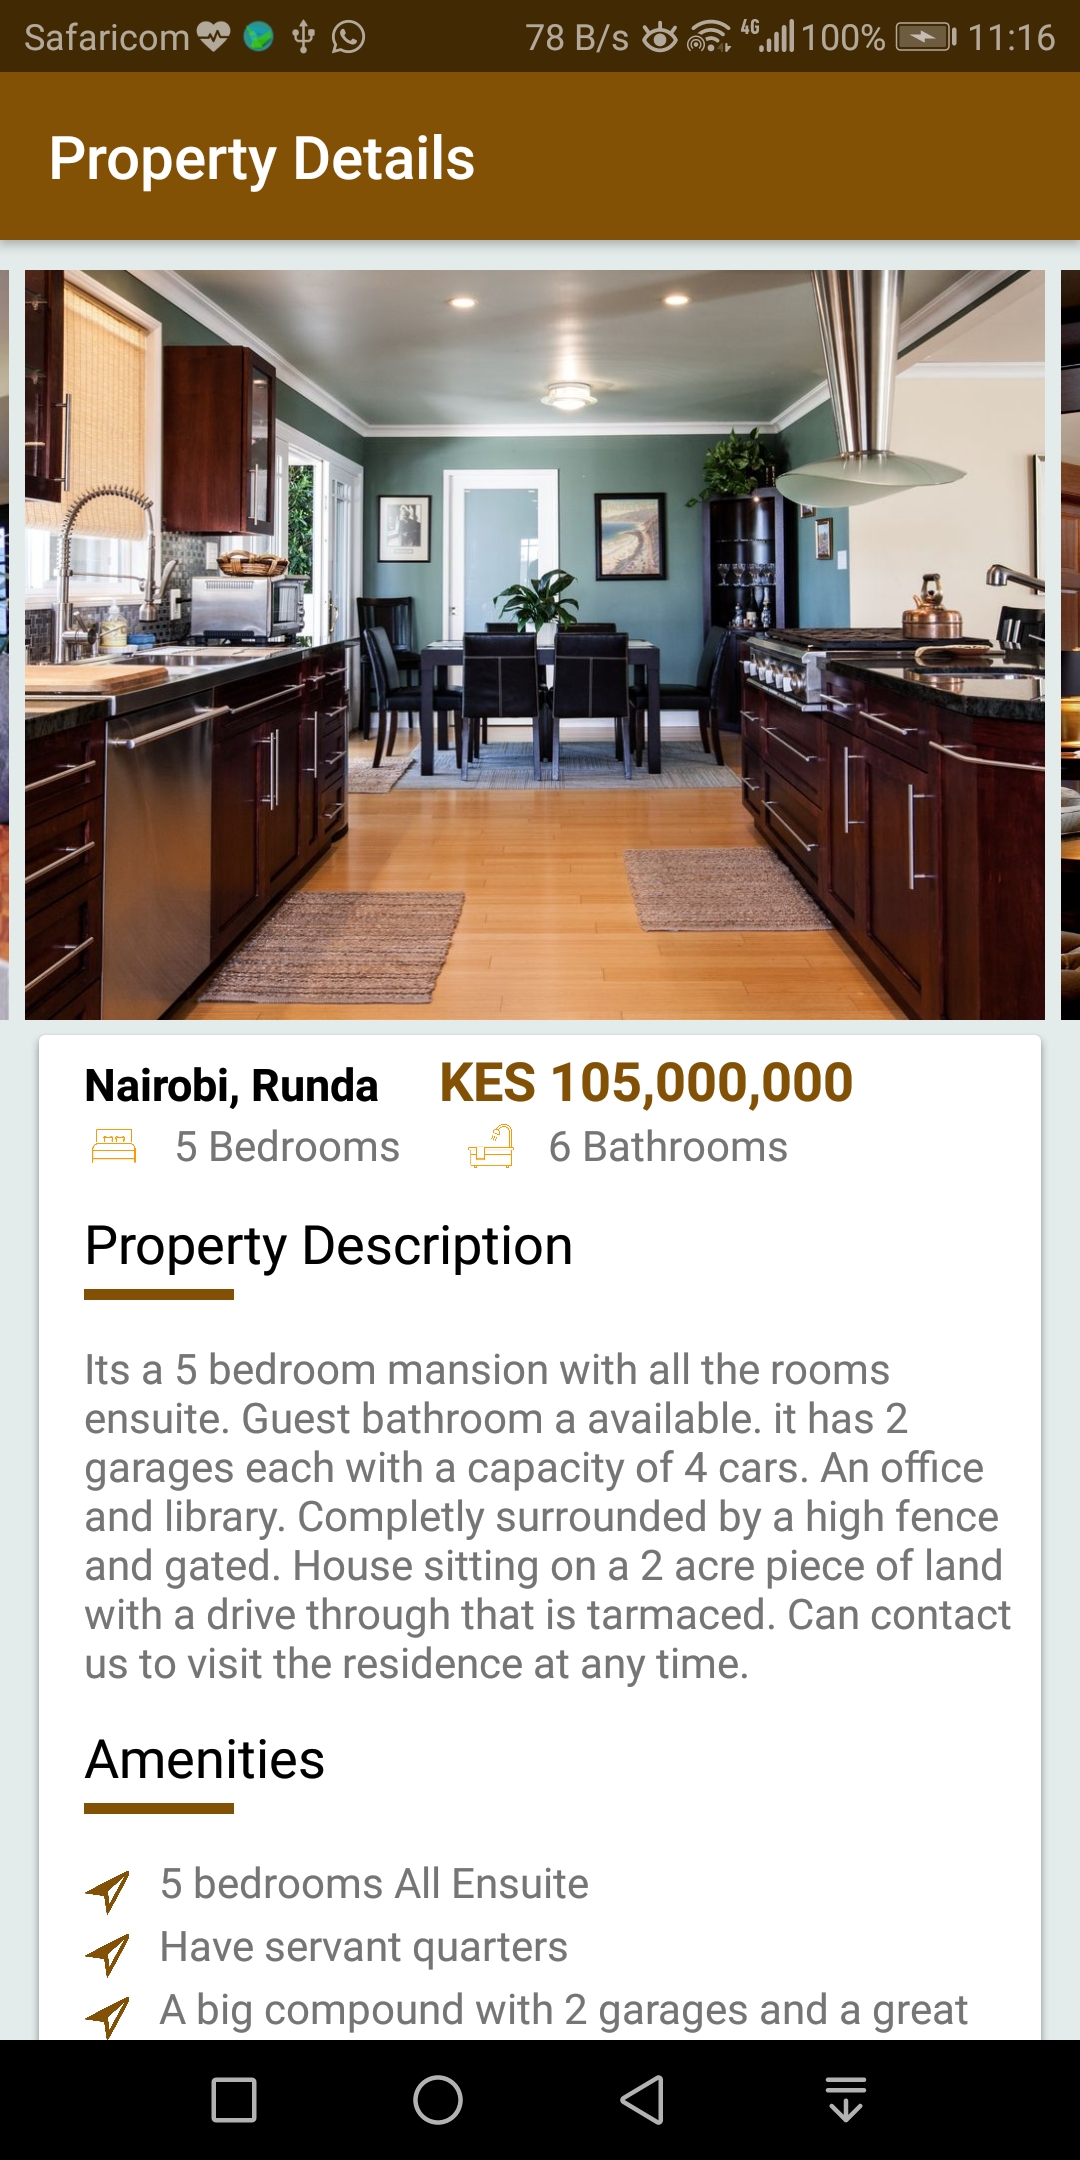 Safaricom 78 B/s 4G 100% 11:16
Property Details
Nairobi, Runda KES 105,000,000
5 Bedrooms 6 Bathrooms
Property Description
Its a 5 bedroom mansion with all the rooms
ensuite. Guest bathroom a available. it has 2
garages each with a capacity of 4 cars. An office
and library. Completly surrounded by a high fence
and gated. House sitting on a 2 acre piece of land
with a drive through that is tarmaced. Can contact
us to visit the residence at any time.
Amenities
5 bedrooms All Ensuite
Have servant quarters
A big compound with 2 garages and a great